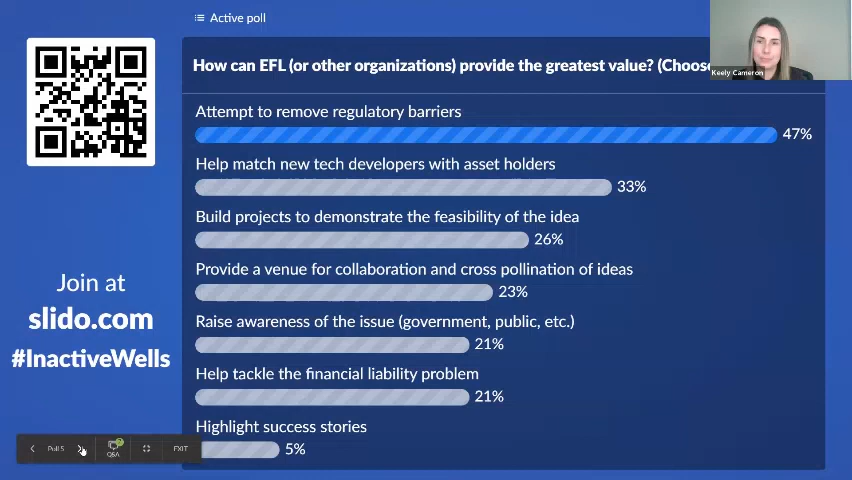 Active poll
How can EFL (or other organizations) provide the greatest value? (Choose
Keely Cameron
Attempt to remove regulatory barriers
47%
Help match new tech developers with asset holders
33%
Build projects to demonstrate the feasibility of the idea
26%
Provide a venue for collaboration and cross pollination of ideas
23%
Raise awareness of the issue (government, public, etc.)
21%
Help tackle the financial liability problem
21%
Highlight success stories
5%
Join at
slido.com
#InactiveWells
Poll 5
Q&A
EXIT